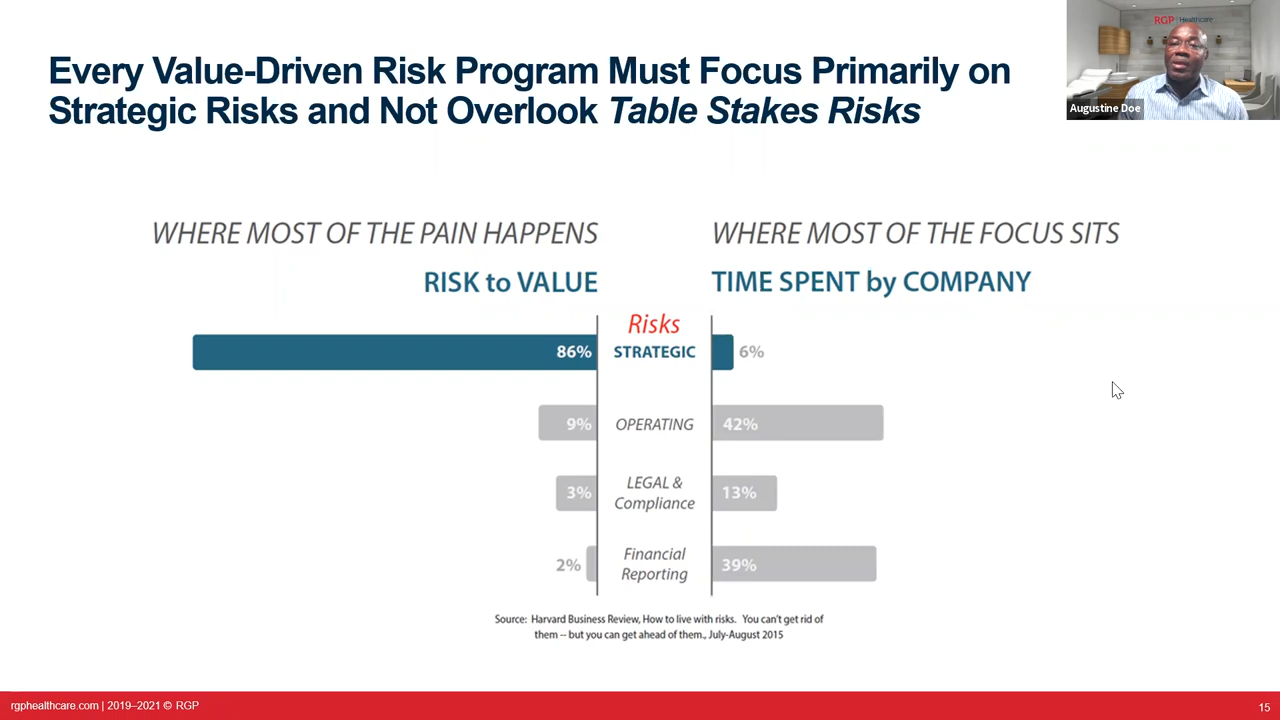 Every Value-Driven Risk Program Must Focus Primarily on
Strategic Risks and Not Overlook Table Stakes Risks
RGP | Healthcare
Augustine Doe
WHERE MOST OF THE PAIN HAPPENS
WHERE MOST OF THE FOCUS SITS
RISK to VALUE
TIME SPENT by COMPANY
Risks
86% STRATEGIC 6%
9% OPERATING 42%
3% LEGAL & Compliance 13%
2% Financial Reporting 39%
Source: Harvard Business Review, How to live with risks. You can't get rid of
them -- but you can get ahead of them., July-August 2015
rgphealthcare.com | 2019–2021 © RGP
15